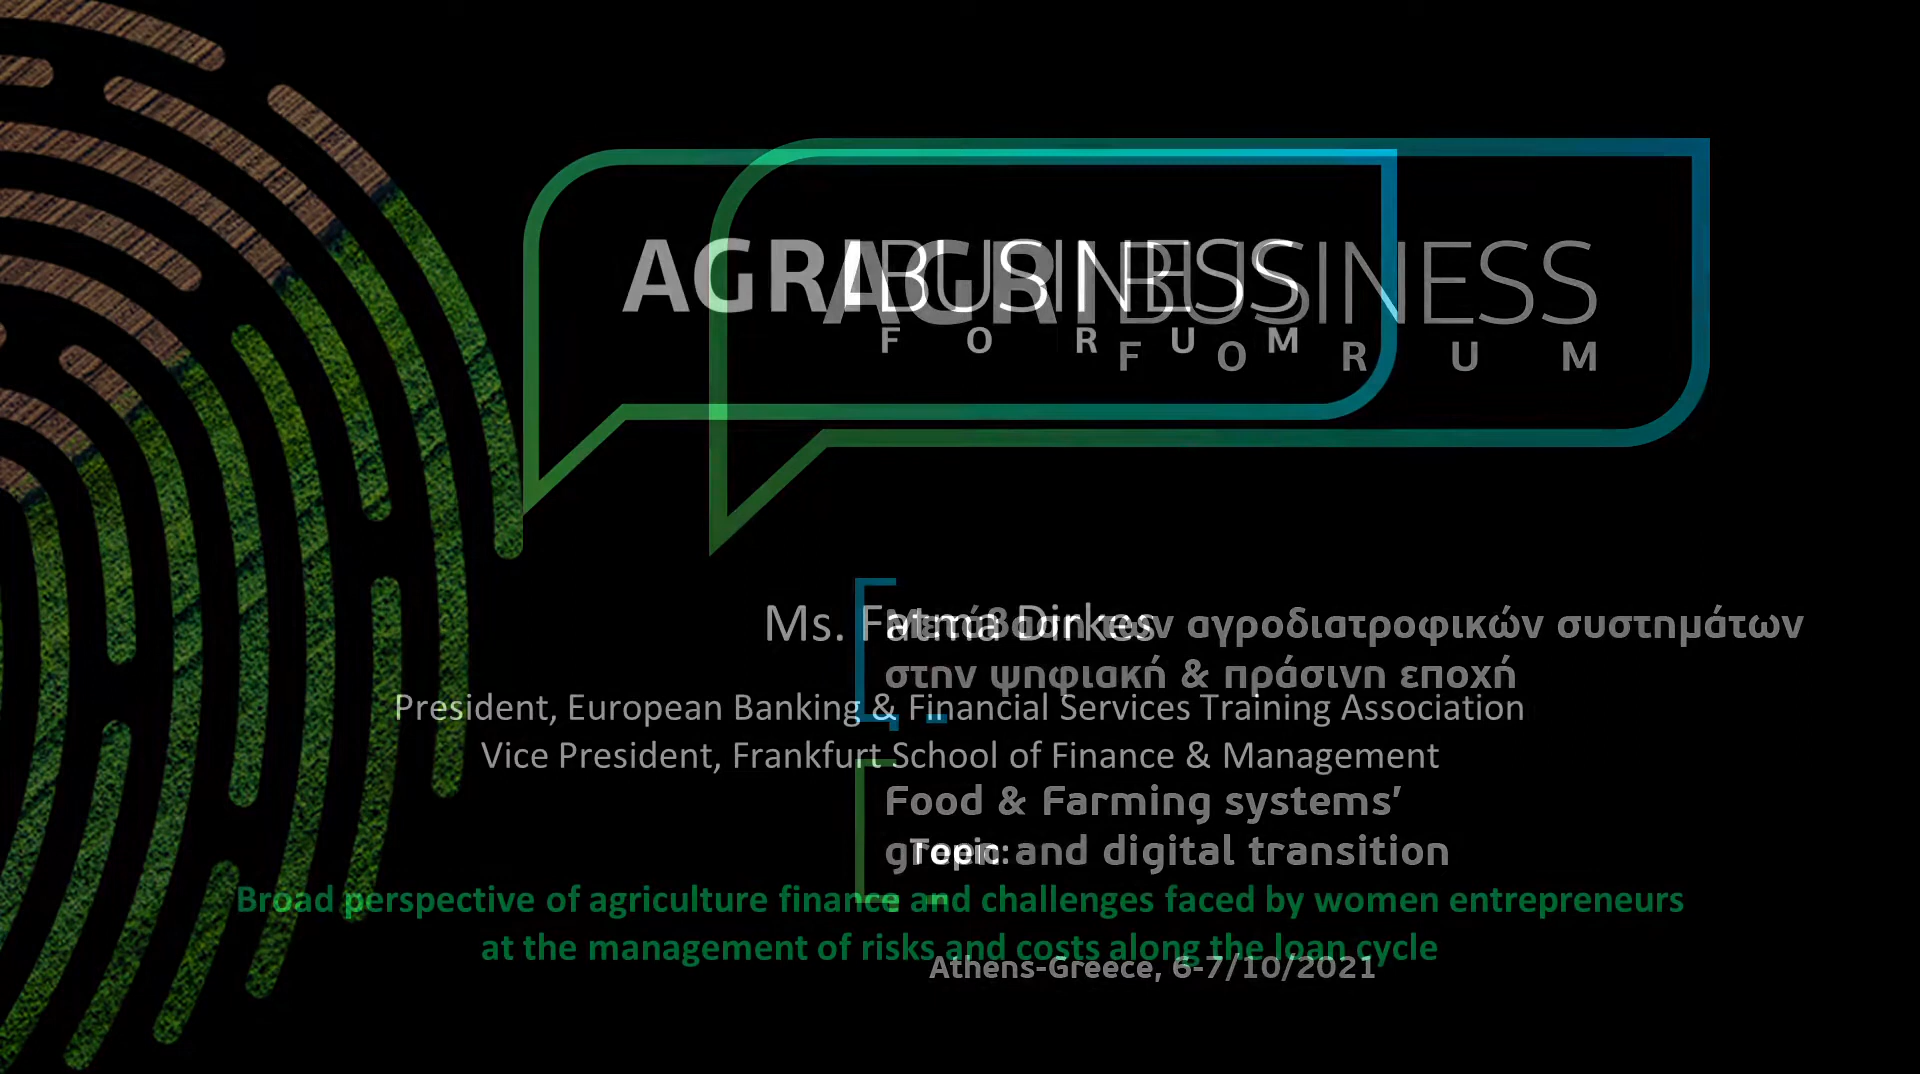 AGRIBUSINESS
FORUM
AGRIBUSINESS
FORUM
Ms. Fatma Dirkes
President, European Banking & Financial Services Training Association
Vice President, Frankfurt School of Finance & Management
Topic:
Broad perspective of agriculture finance and challenges faced by women entrepreneurs
at the management of risks and costs along the loan cycle
Μετάβαση των αγροδιατροφικών συστημάτων
στην ψηφιακή & πράσινη εποχή
Food & Farming systems’
green and digital transition
Athens-Greece, 6-7/10/2021